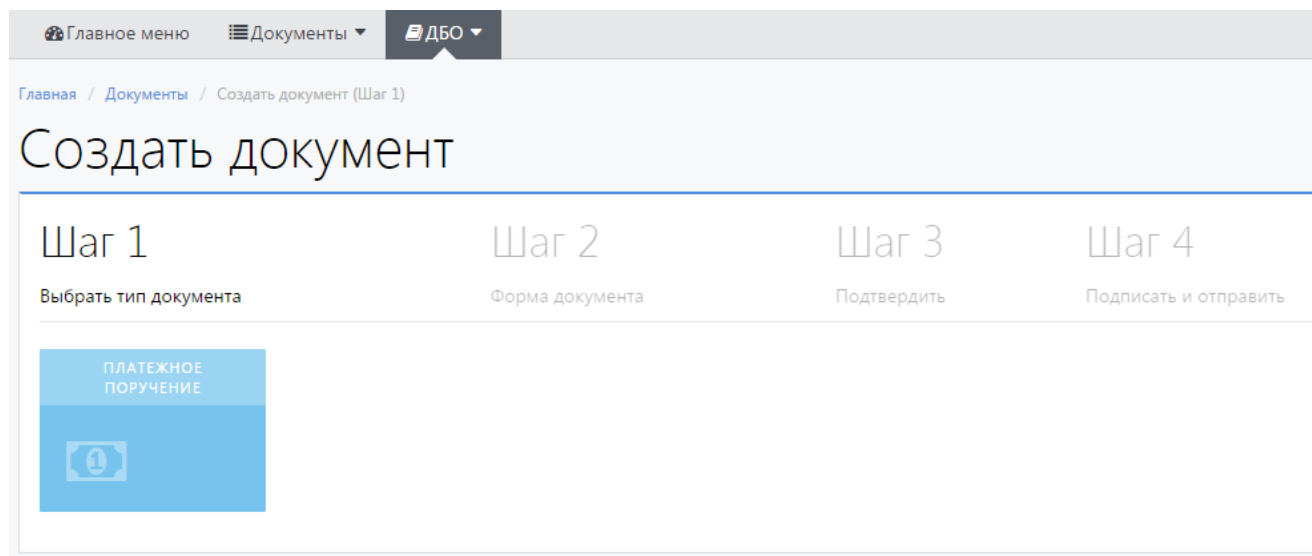 Главное меню Документы ДБО
Главная / Документы / Создать документ (Шаг 1)
Создать документ
Шаг 1 Шаг 2 Шаг 3 Шаг 4
Выбрать тип документа Форма документа Подтвердить Подписать и отправить
ПЛАТЕЖНОЕ
ПОРУЧЕНИЕ
1